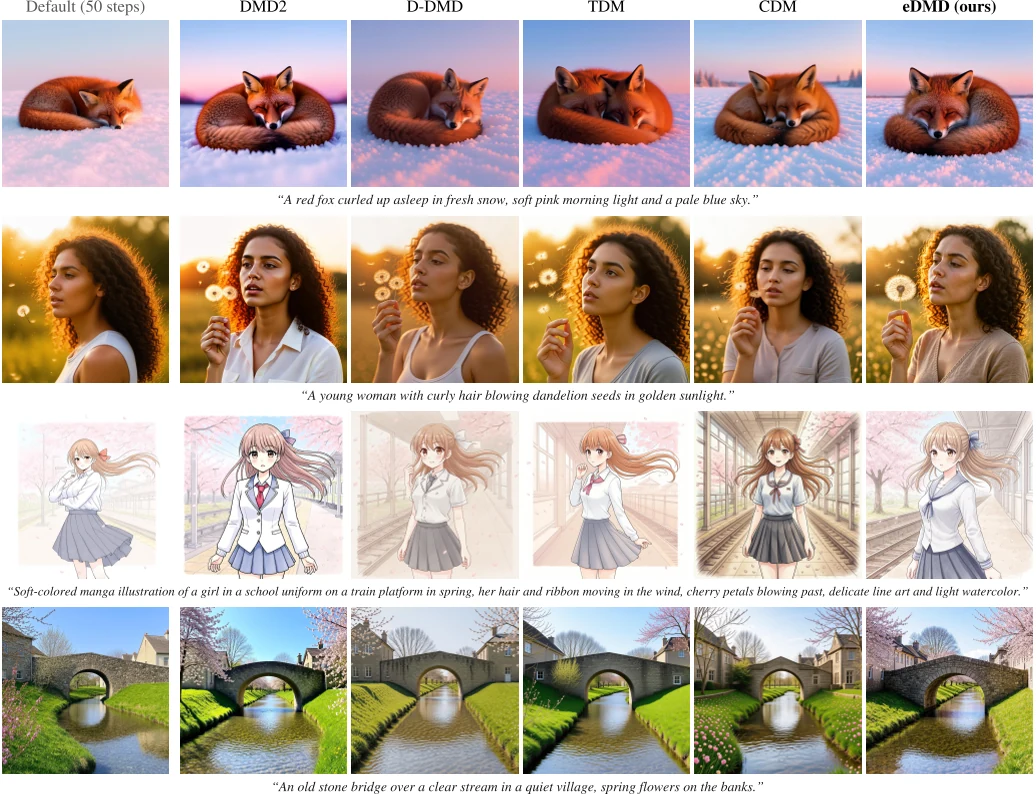 Default (50 steps) DMD2 D-DMD TDM CDM eDMD (ours)
“A red fox curled up asleep in fresh snow, soft pink morning light and a pale blue sky.”
“A young woman with curly hair blowing dandelion seeds in golden sunlight.”
“Soft-colored manga illustration of a girl in a school uniform on a train platform in spring, her hair and ribbon moving in the wind, cherry petals blowing past, delicate line art and light watercolor.”
“An old stone bridge over a clear stream in a quiet village, spring flowers on the banks.”